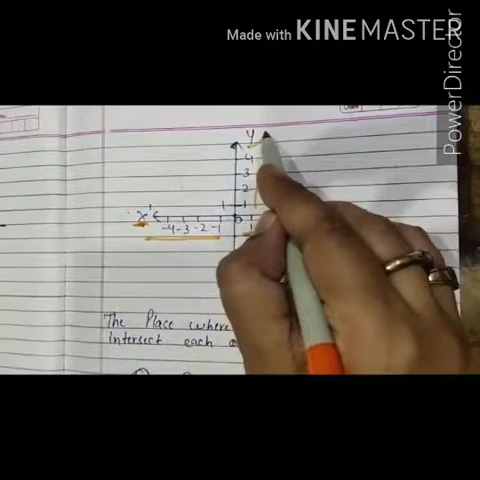 Made with KINEMASTER
PowerDirector
y
4
3
2
1
x' -4 -3 -2 -1 0
The Place where
intersect each